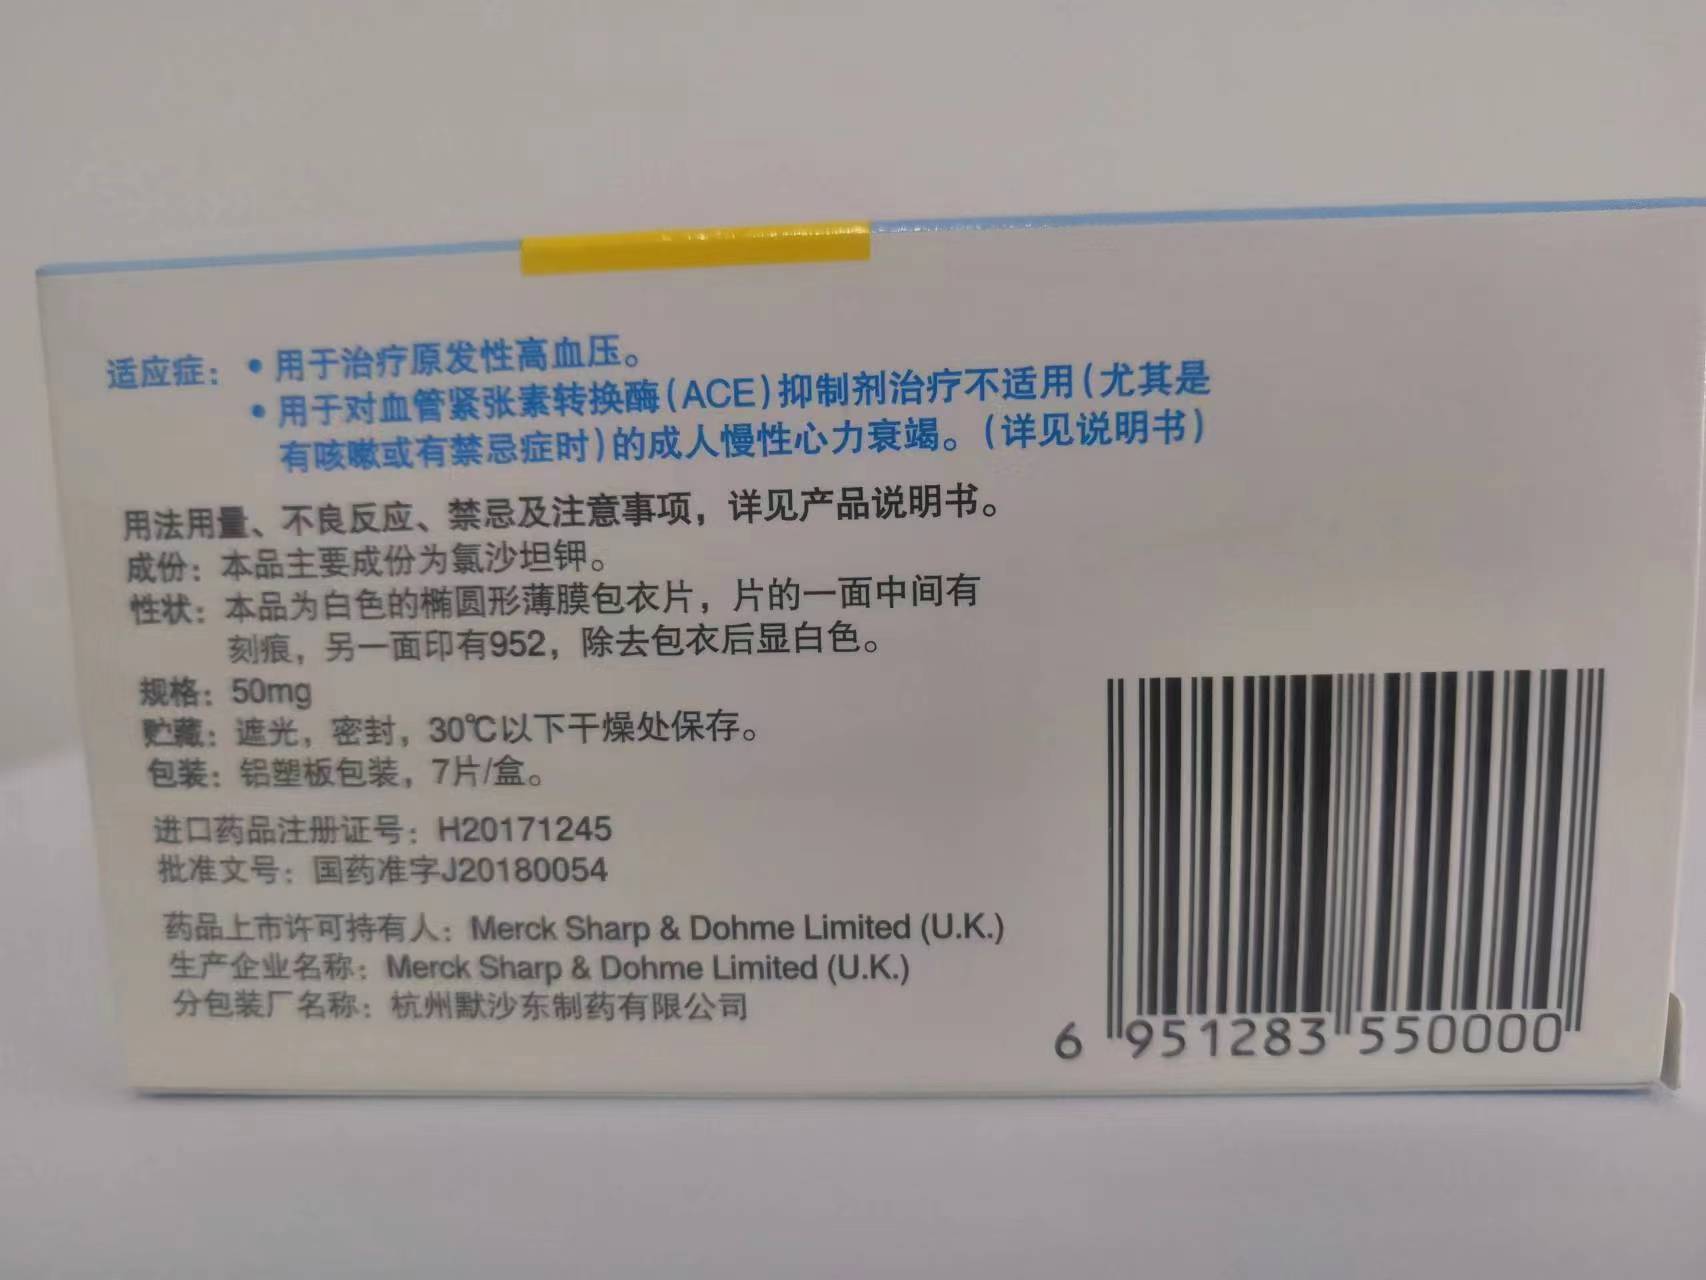 适应症：• 用于治疗原发性高血压。
• 用于对血管紧张素转换酶(ACE)抑制剂治疗不适用(尤其是
有咳嗽或有禁忌症时)的成人慢性心力衰竭。(详见说明书)
用法用量、不良反应、禁忌及注意事项，详见产品说明书。
成份：本品主要成份为氯沙坦钾。
性状：本品为白色的椭圆形薄膜包衣片，片的一面中间有
刻痕，另一面印有952，除去包衣后显白色。
规格：50mg
贮藏：遮光，密封，30℃以下干燥处保存。
包装：铝塑板包装，7片/盒。
进口药品注册证号：H20171245
批准文号：国药准字J20180054
药品上市许可持有人：Merck Sharp & Dohme Limited (U.K.)
生产企业名称：Merck Sharp & Dohme Limited (U.K.)
分包装厂名称：杭州默沙东制药有限公司
6 951283 550000